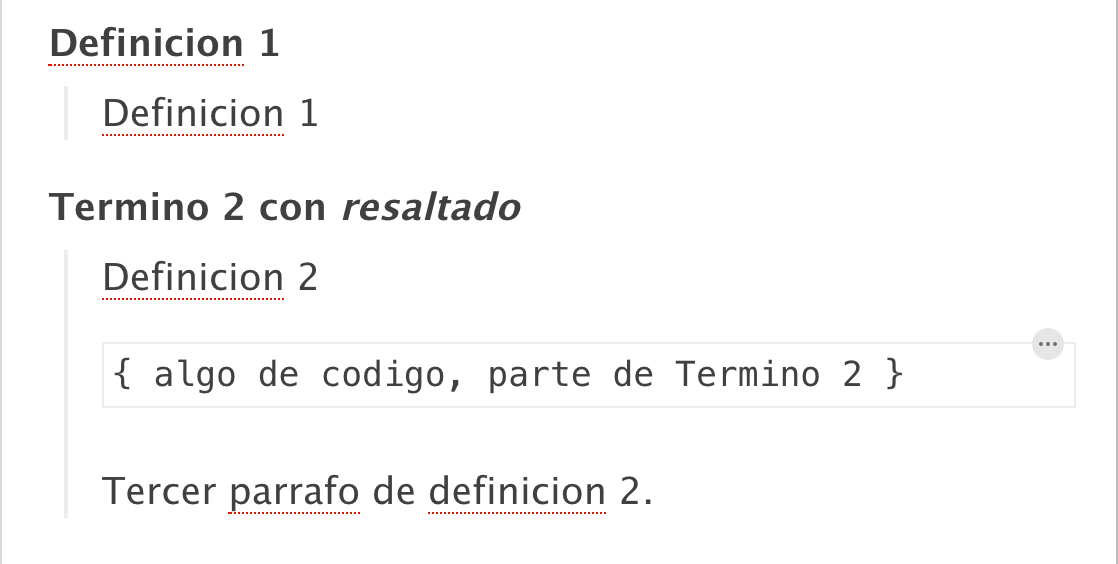 Definicion 1
Definicion 1
Termino 2 con resaltado
Definicion 2
{ algo de codigo, parte de Termino 2 }
Tercer parrafo de definicion 2.